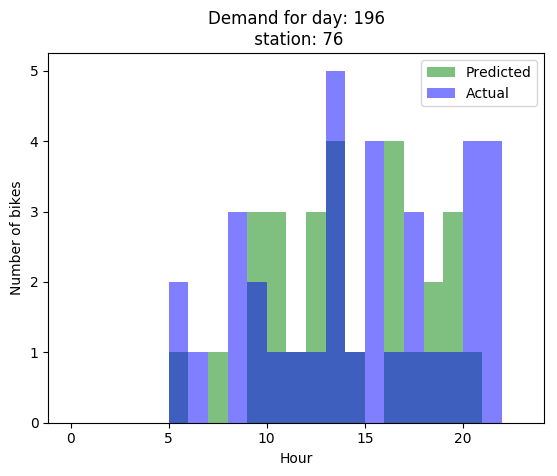 Demand for day: 196
station: 76
Predicted
Actual
Number of bikes
5
4
3
2
1
0
0 5 10 15 20
Hour